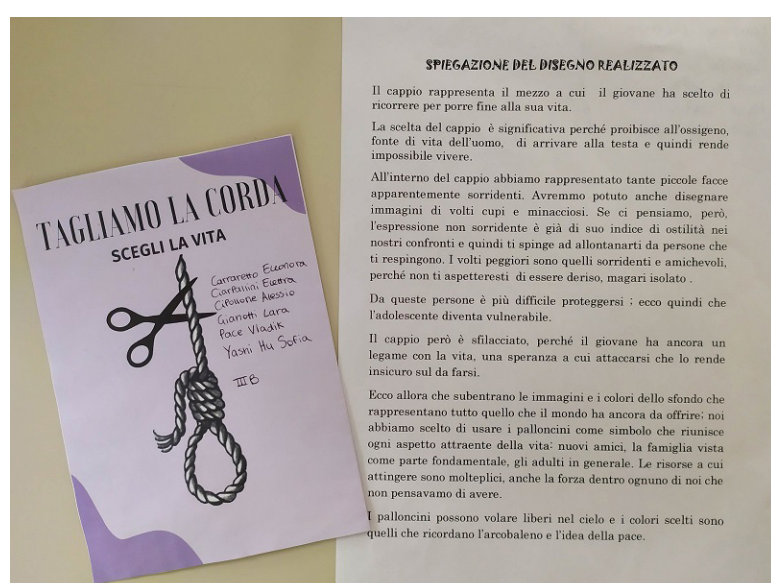 TAGLIAMO LA CORDA
SCEGLI LA VITA
Carraretto Eleonora
Ciarfallini Elettra
Cipollone Alessio
Gianotti Lara
Pace Vladik
Yashi Hu Sofia
III B
SPIEGAZIONE DEL DISEGNO REALIZZATO
Il cappio rappresenta il mezzo a cui il giovane ha scelto di
ricorrere per porre fine alla sua vita.
La scelta del cappio è significativa perché proibisce all'ossigeno,
fonte di vita dell'uomo, di arrivare alla testa e quindi rende
impossibile vivere.
All'interno del cappio abbiamo rappresentato tante piccole facce
apparentemente sorridenti. Avremmo potuto anche disegnare
immagini di volti cupi e minacciosi. Se ci pensiamo, però,
l'espressione non sorridente è già di suo indice di ostilità nei
nostri confronti e quindi ti spinge ad allontanarti da persone che
ti respingono. I volti peggiori sono quelli sorridenti e amichevoli,
perché non ti aspetteresti di essere deriso, magari isolato .
Da queste persone è più difficile proteggersi ; ecco quindi che
l'adolescente diventa vulnerabile.
Il cappio però è sfilacciato, perché il giovane ha ancora un
legame con la vita, una speranza a cui attaccarsi che lo rende
insicuro sul da farsi.
Ecco allora che subentrano le immagini e i colori dello sfondo che
rappresentano tutto quello che il mondo ha ancora da offrire; noi
abbiamo scelto di usare i palloncini come simbolo che riunisce
ogni aspetto attraente della vita: nuovi amici, la famiglia vista
come parte fondamentale, gli adulti in generale. Le risorse a cui
attingere sono molteplici, anche la forza dentro ognuno di noi che
non pensavamo di avere.
I palloncini possono volare liberi nel cielo e i colori scelti sono
quelli che ricordano l'arcobaleno e l'idea della pace.